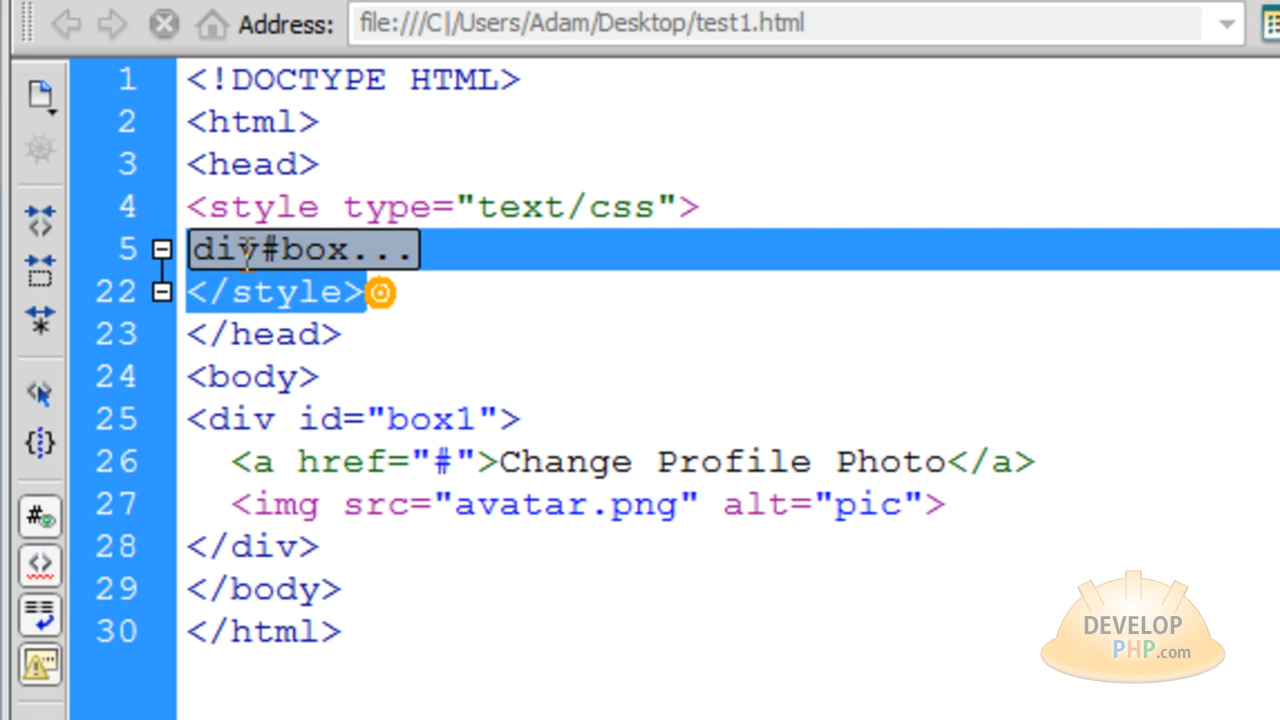 Address: file:///C|/Users/Adam/Desktop/test1.html
1 <!DOCTYPE HTML>
2 <html>
3 <head>
4 <style type="text/css">
5 div#box...
22 </style>
23 </head>
24 <body>
25 <div id="box1">
26 <a href="#">Change Profile Photo</a>
27 <img src="avatar.png" alt="pic">
28 </div>
29 </body>
30 </html>
DEVELOP
PHP.com